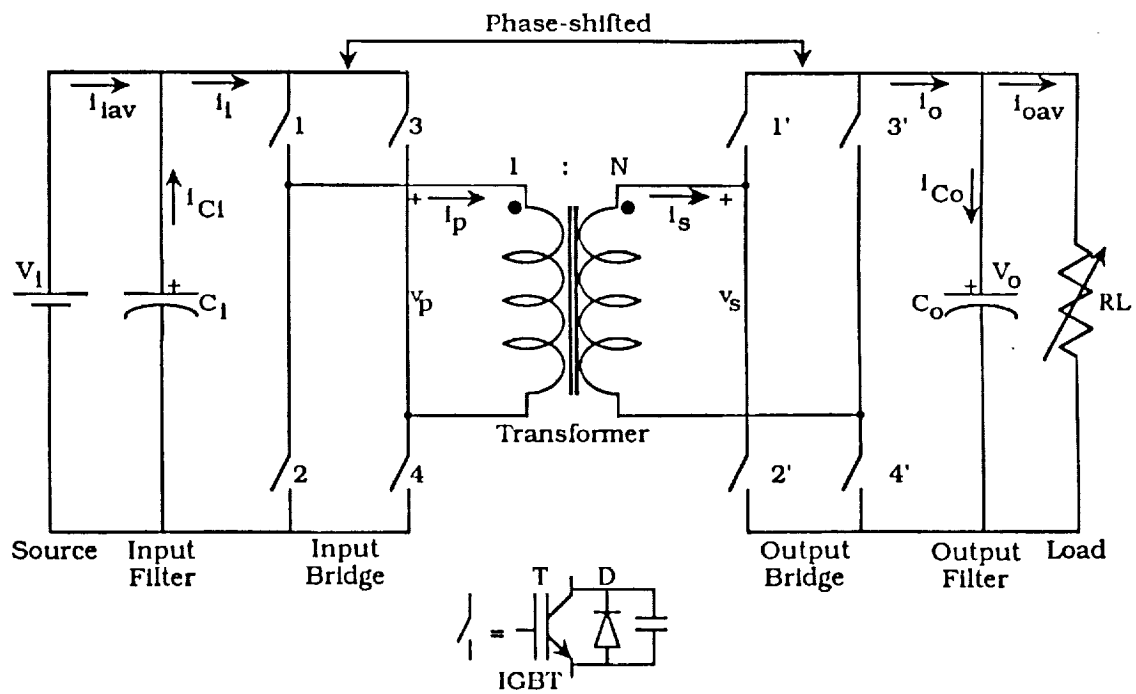 Phase-shifted
i_iav
i_i
1
3
1'
3'
i_o
i_oav
1 : N
i_Ci
+ i_p
i_s +
i_Co
V_i
+
C_i
v_p
v_s
+
V_o
C_o
RL
Transformer
2
4
2'
4'
Source
Input
Filter
Input
Bridge
Output
Bridge
Output
Filter
Load
T
D
=
IGBT